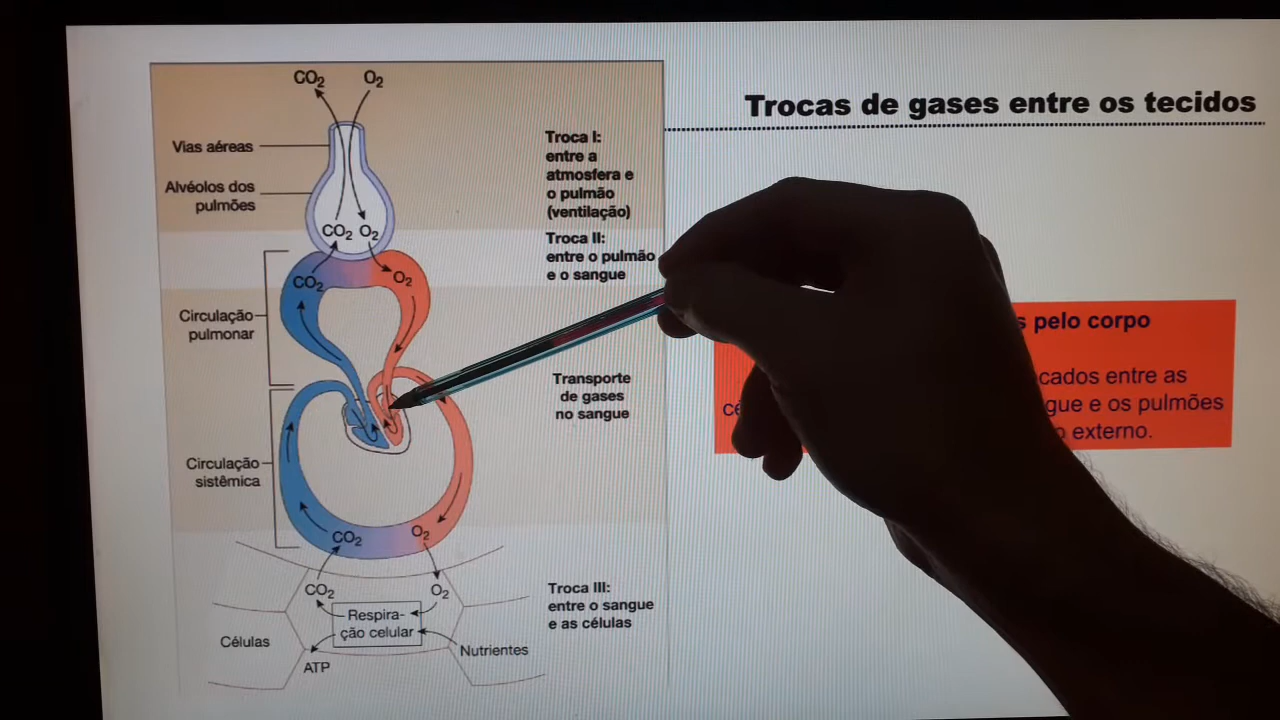 Trocas de gases entre os tecidos
CO2 O2
Vias aéreas
Alvéolos dos
pulmões
CO2 O2
Troca I:
entre a
atmosfera e
o pulmão
(ventilação)
Troca II:
entre o pulmão
e o sangue
CO2 O2
Circulação
pulmonar
Transporte
de gases
no sangue
Circulação
sistêmica
CO2 O2
CO2 O2
Respira-
ção celular
Células
ATP
Nutrientes
Troca III:
entre o sangue
e as células
pelo corpo
entre as
e os pulmões
externo.